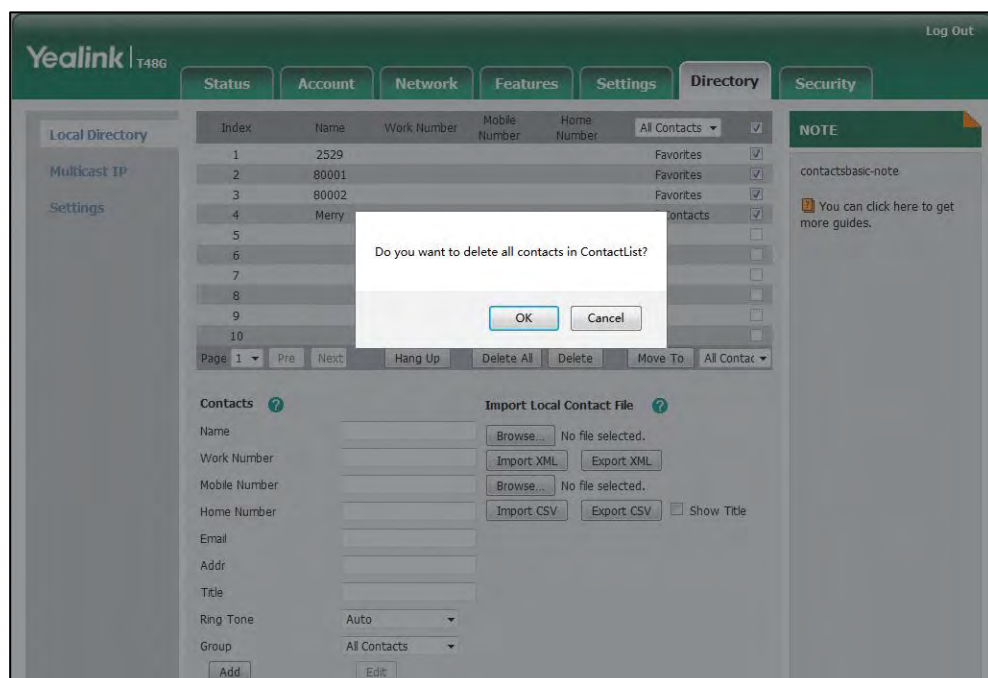 Log Out
Yealink T48G
Status Account Network Features Settings Directory Security
Local Directory
Multicast IP
Settings
Index Name Work Number Mobile Number Home Number All Contacts
1 2529 Favorites
2 80001 Favorites
3 80002 Favorites
4 Merry Contacts
5
6
7
8
9
10
Do you want to delete all contacts in ContactList?
OK Cancel
Page 1 Pre Next Hang Up Delete All Delete Move To All Contac
Contacts ?
Name
Work Number
Mobile Number
Home Number
Email
Addr
Title
Ring Tone Auto
Group All Contacts
Add Edit
Import Local Contact File ?
Browse... No file selected.
Import XML Export XML
Browse... No file selected.
Import CSV Export CSV Show Title
NOTE
contactsbasic-note
You can click here to get
more guides.